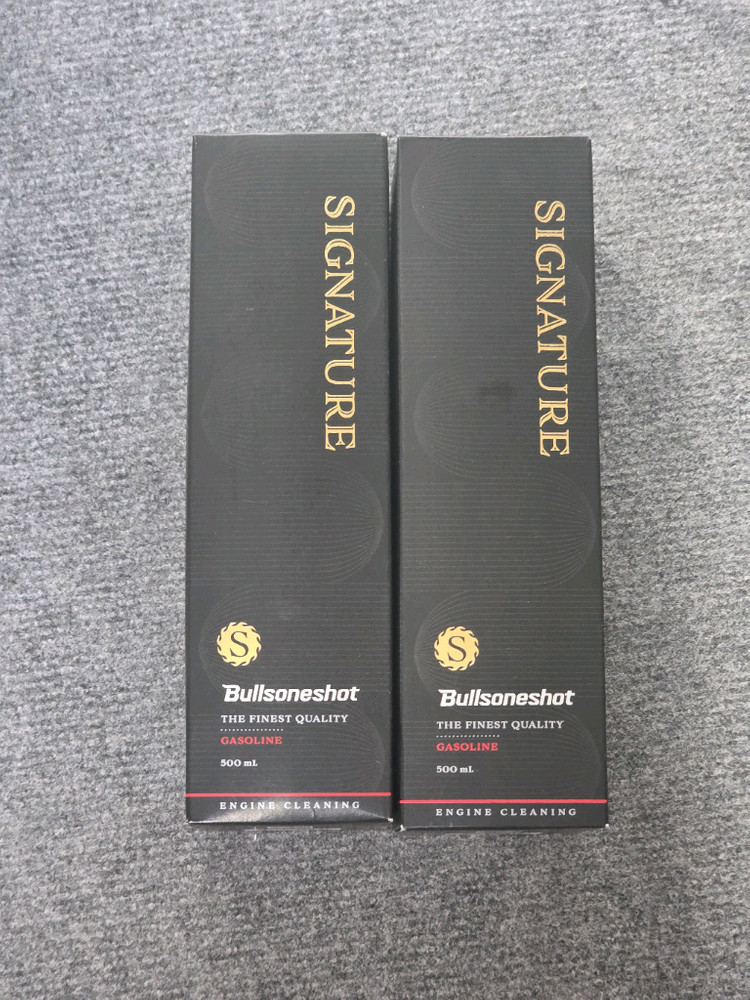 SIGNATURE
S
Bullsoneshot
THE FINEST QUALITY
GASOLINE
500 mL
ENGINE CLEANING
SIGNATURE
S
Bullsoneshot
THE FINEST QUALITY
GASOLINE
500 mL
ENGINE CLEANING